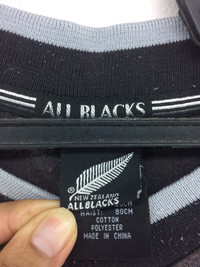 ALL BLACKS
®
NEW ZEALAND
ALLBLACKS
WAIST: 80CM
COTTON
POLYESTER
MADE IN CHINA